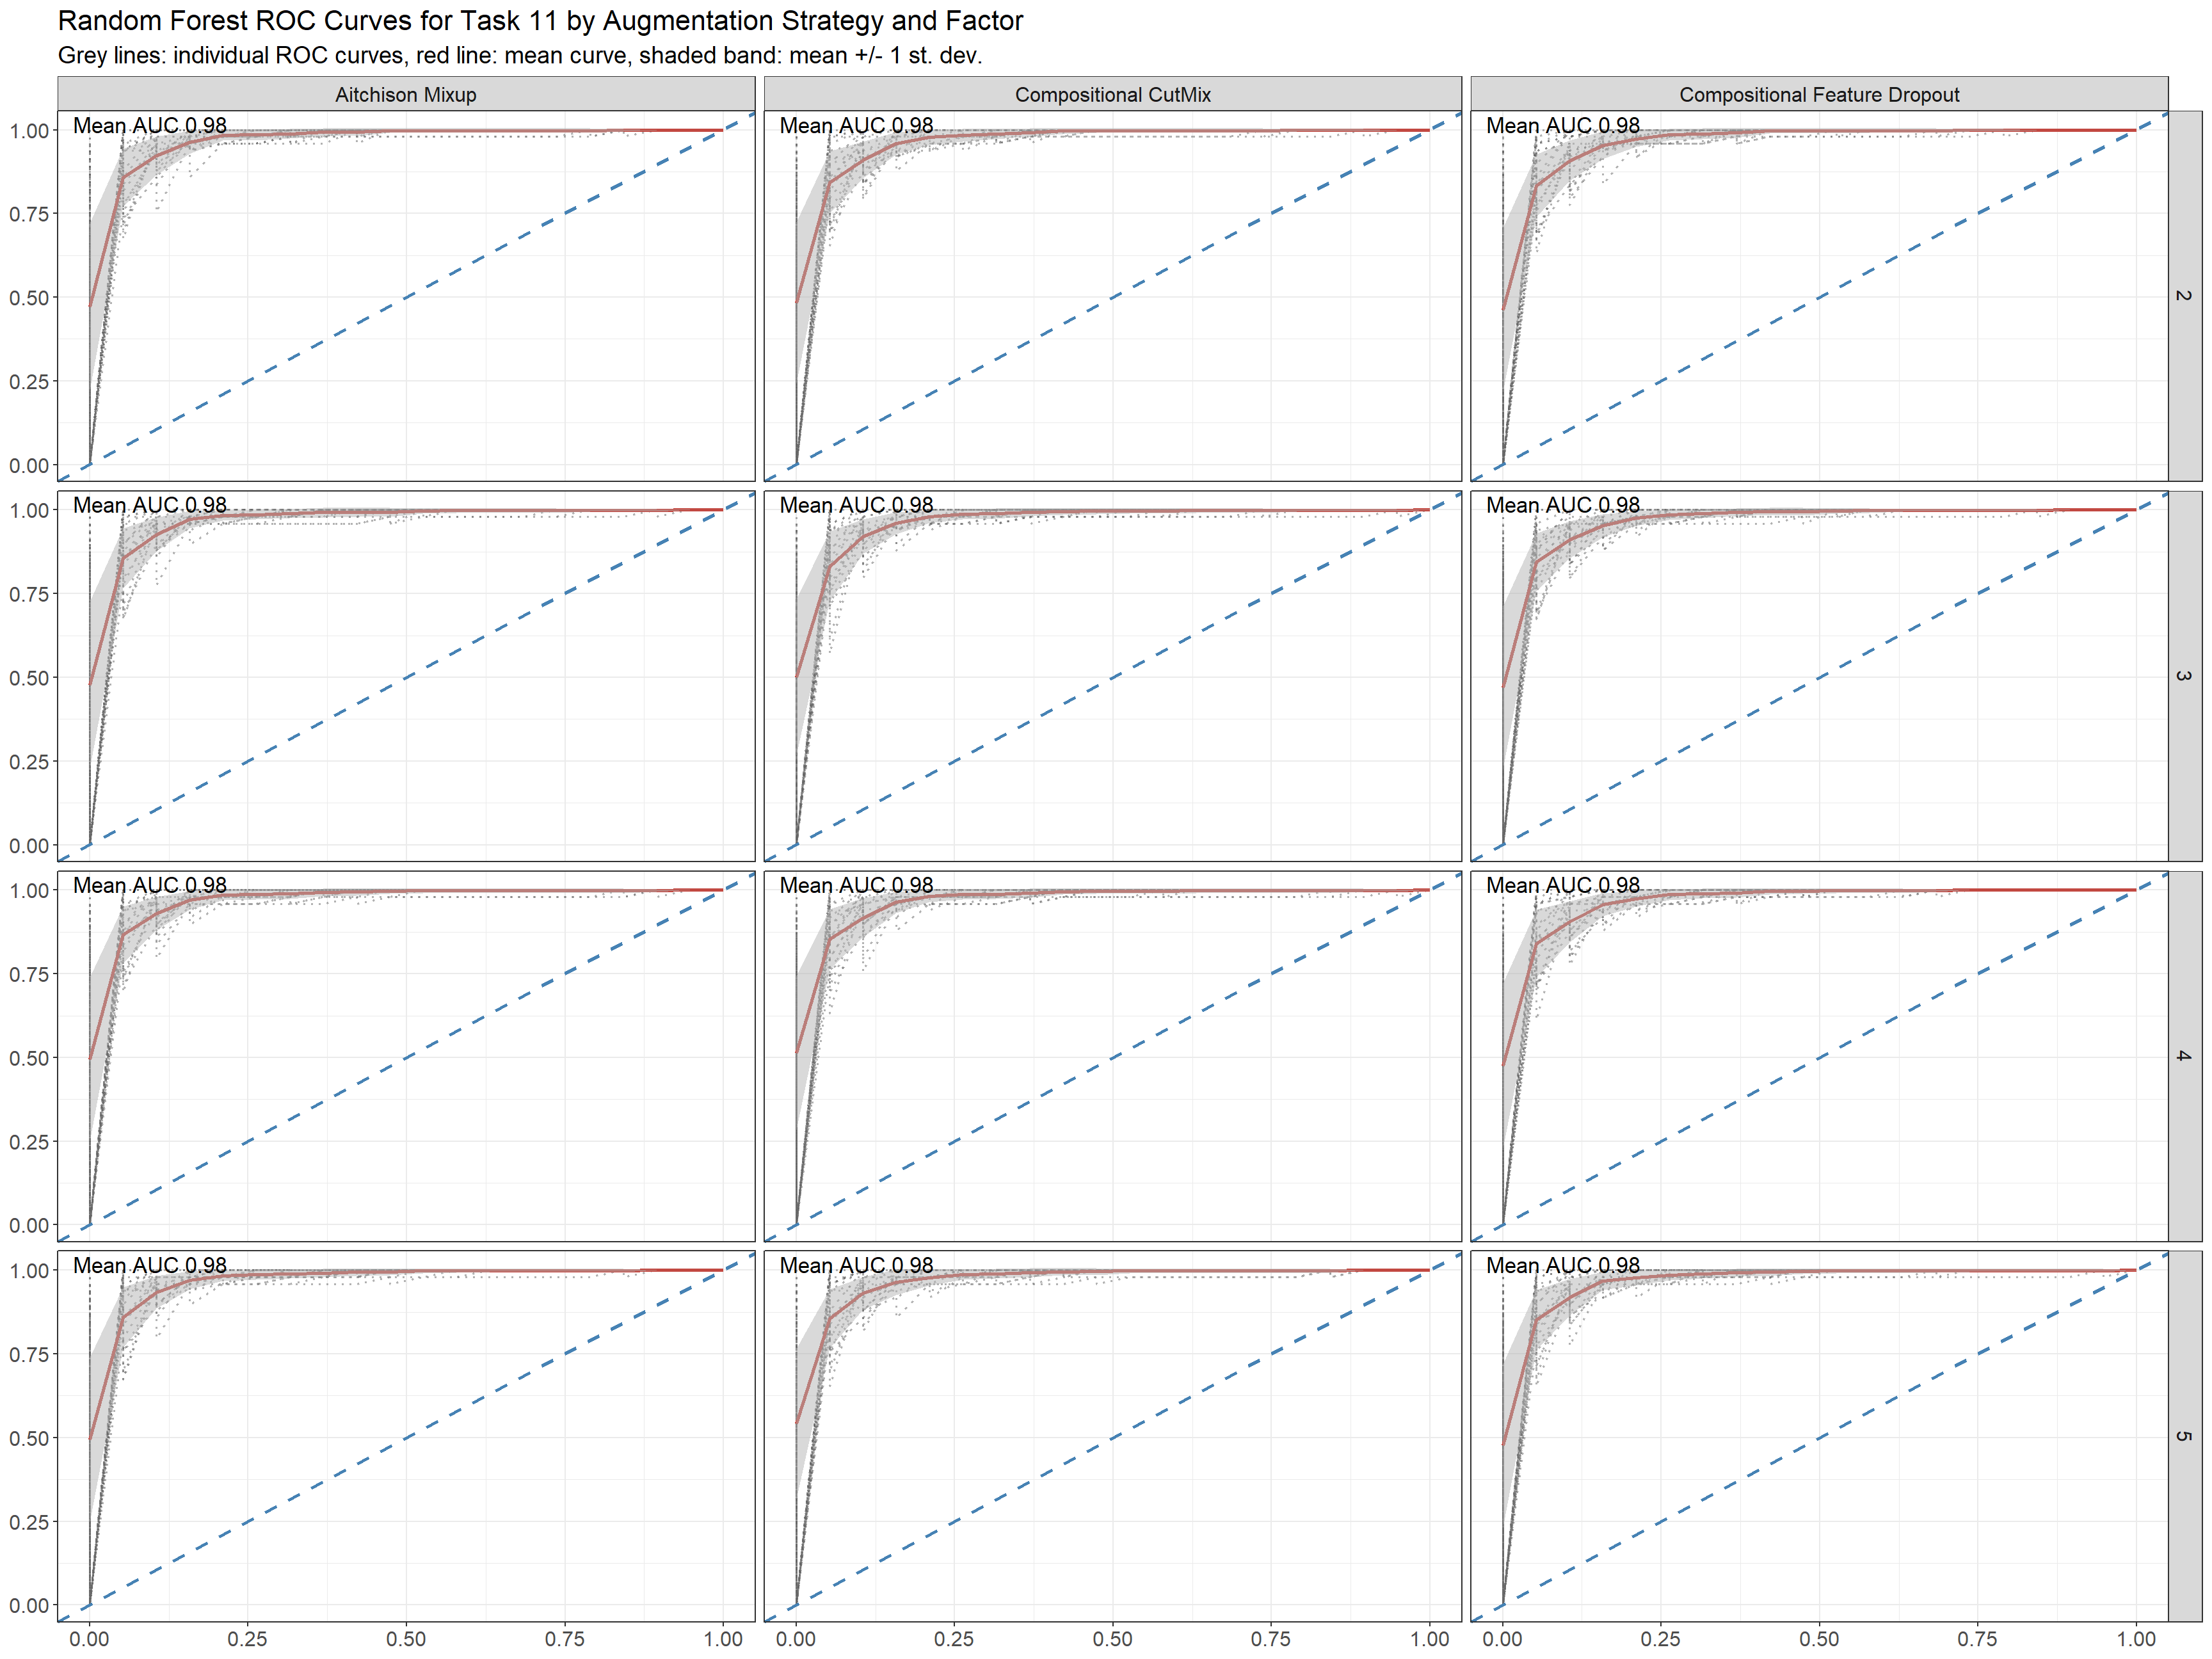 Random Forest ROC Curves for Task 11 by Augmentation Strategy and Factor
Grey lines: individual ROC curves, red line: mean curve, shaded band: mean +/- 1 st. dev.
Aitchison Mixup
Compositional CutMix
Compositional Feature Dropout
Mean AUC 0.98
Mean AUC 0.98
Mean AUC 0.98
1.00
0.75
0.50
0.25
0.00
2
Mean AUC 0.98
Mean AUC 0.98
Mean AUC 0.98
1.00
0.75
0.50
0.25
0.00
3
Mean AUC 0.98
Mean AUC 0.98
Mean AUC 0.98
1.00
0.75
0.50
0.25
0.00
4
Mean AUC 0.98
Mean AUC 0.98
Mean AUC 0.98
1.00
0.75
0.50
0.25
0.00
5
0.00 0.25 0.50 0.75 1.00
0.00 0.25 0.50 0.75 1.00
0.00 0.25 0.50 0.75 1.00